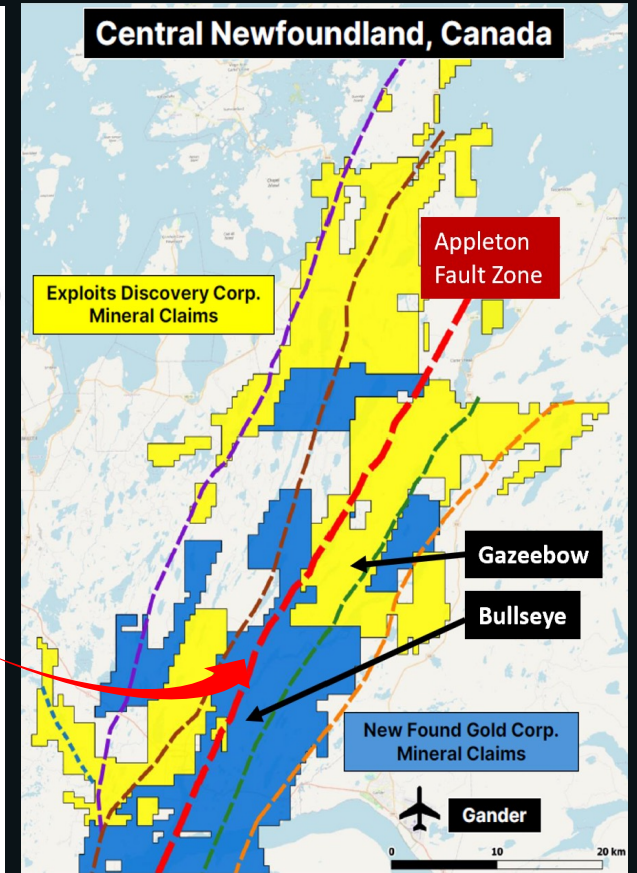 Central Newfoundland, Canada
Appleton
Fault Zone
Exploits Discovery Corp.
Mineral Claims
Gazeebow
Bullseye
New Found Gold Corp.
Mineral Claims
Gander
0 10 20 km